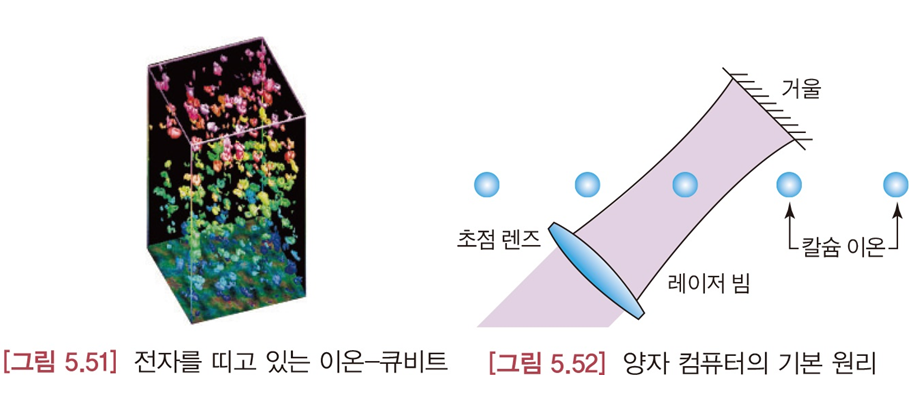 거울
초점 렌즈
칼슘 이온
레이저 빔
[그림 5.51] 전자를 띠고 있는 이온-큐비트
[그림 5.52] 양자 컴퓨터의 기본 원리